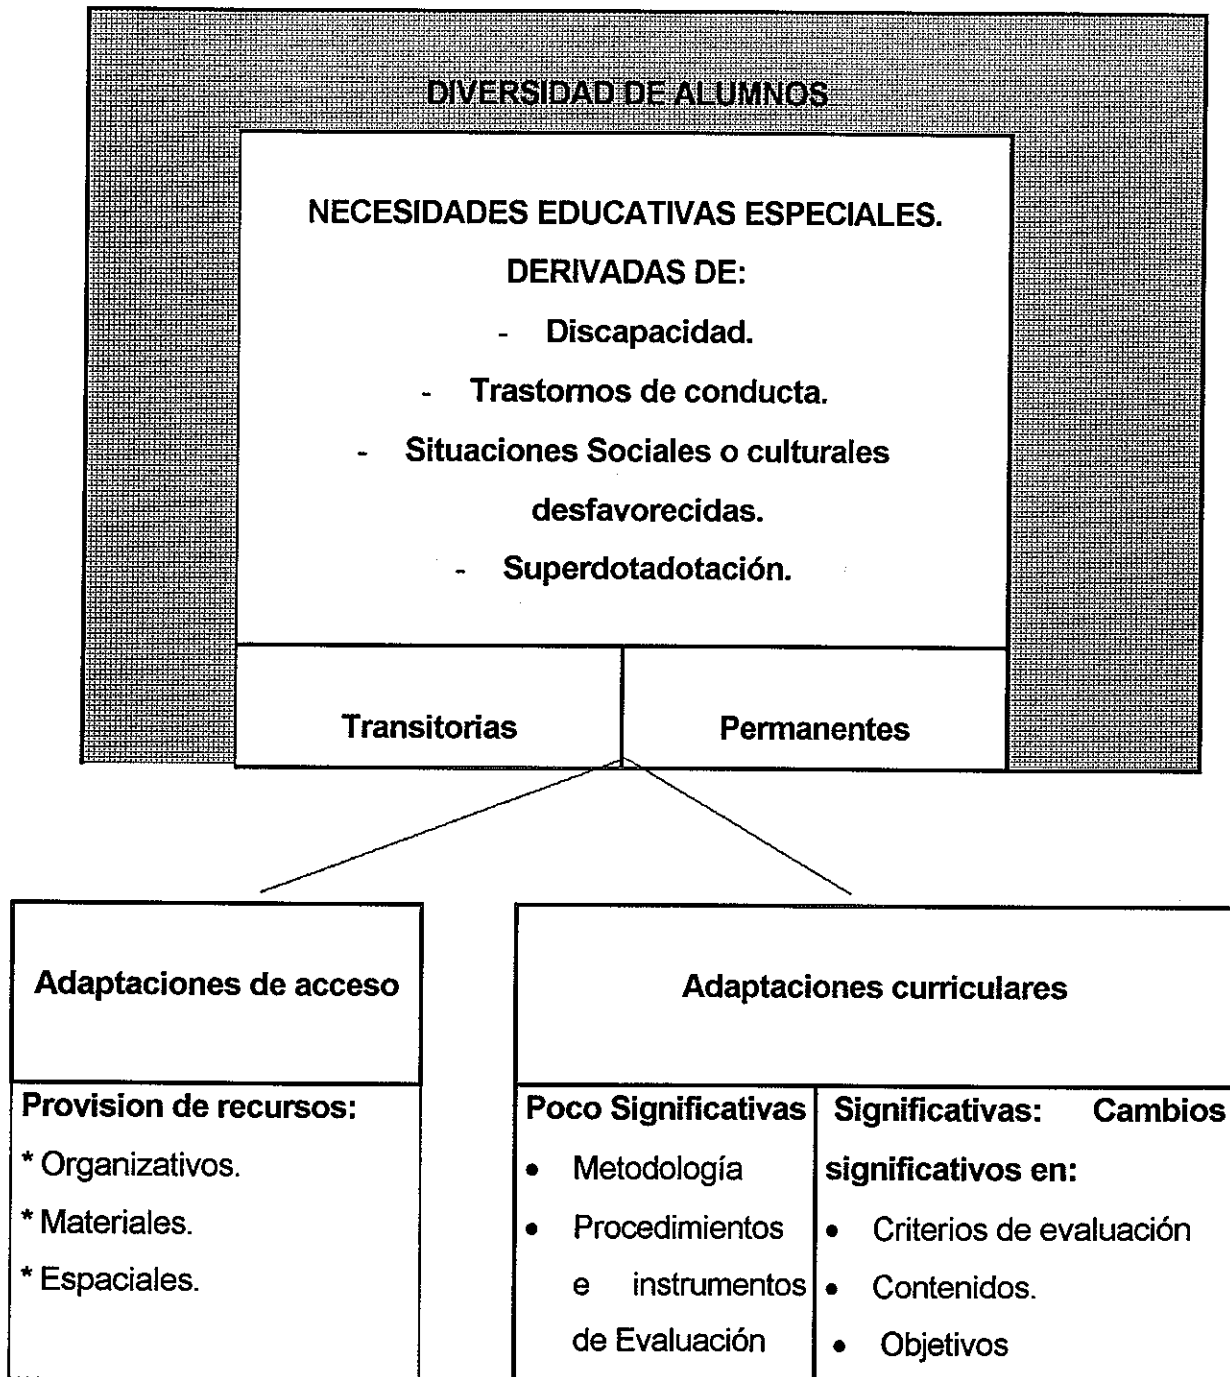 DIVERSIDAD DE ALUMNOS
NECESIDADES EDUCATIVAS ESPECIALES.
DERIVADAS DE:
- Discapacidad.
- Trastornos de conducta.
- Situaciones Sociales o culturales
desfavorecidas.
- Superdotadotación.
Transitorias
Permanentes
Adaptaciones de acceso
Provision de recursos:
* Organizativos.
* Materiales.
* Espaciales.
Adaptaciones curriculares
Poco Significativas
• Metodología
• Procedimientos
e instrumentos
de Evaluación
Significativas: Cambios
significativos en:
• Criterios de evaluación
• Contenidos.
• Objetivos